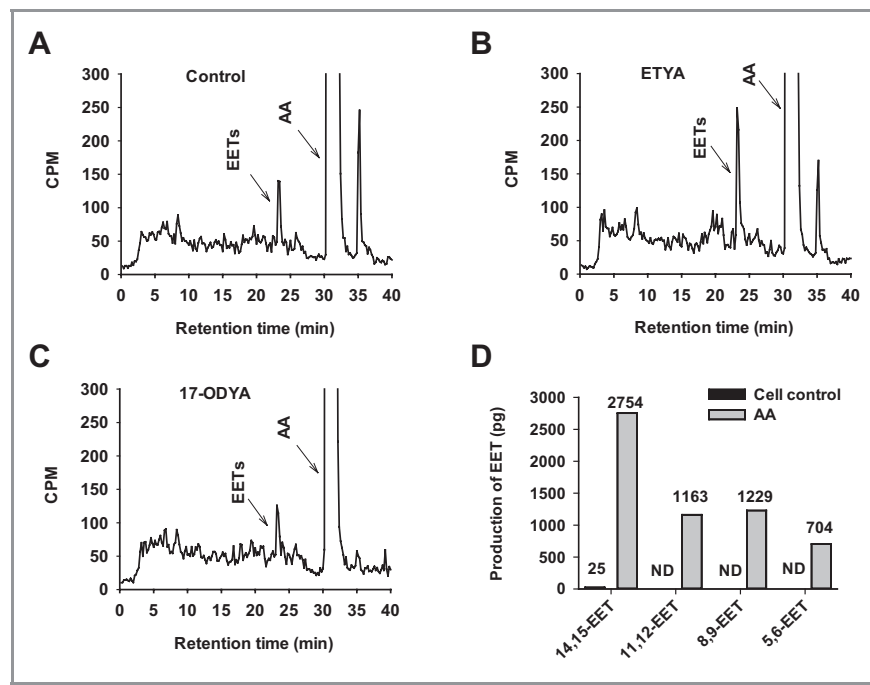 A
Control
300
250
200
150
100
50
0
CPM
EETs
AA
0 5 10 15 20 25 30 35 40
Retention time (min)
B
ETYA
300
250
200
150
100
50
0
CPM
EETs
AA
0 5 10 15 20 25 30 35 40
Retention time (min)
C
17-ODYA
300
250
200
150
100
50
0
CPM
EETs
AA
0 5 10 15 20 25 30 35 40
Retention time (min)
D
Cell control
AA
3000
2500
2000
1500
1000
500
0
Production of EET (pg)
25
2754
ND
1163
ND
1229
ND
704
14,15-EET
11,12-EET
8,9-EET
5,6-EET